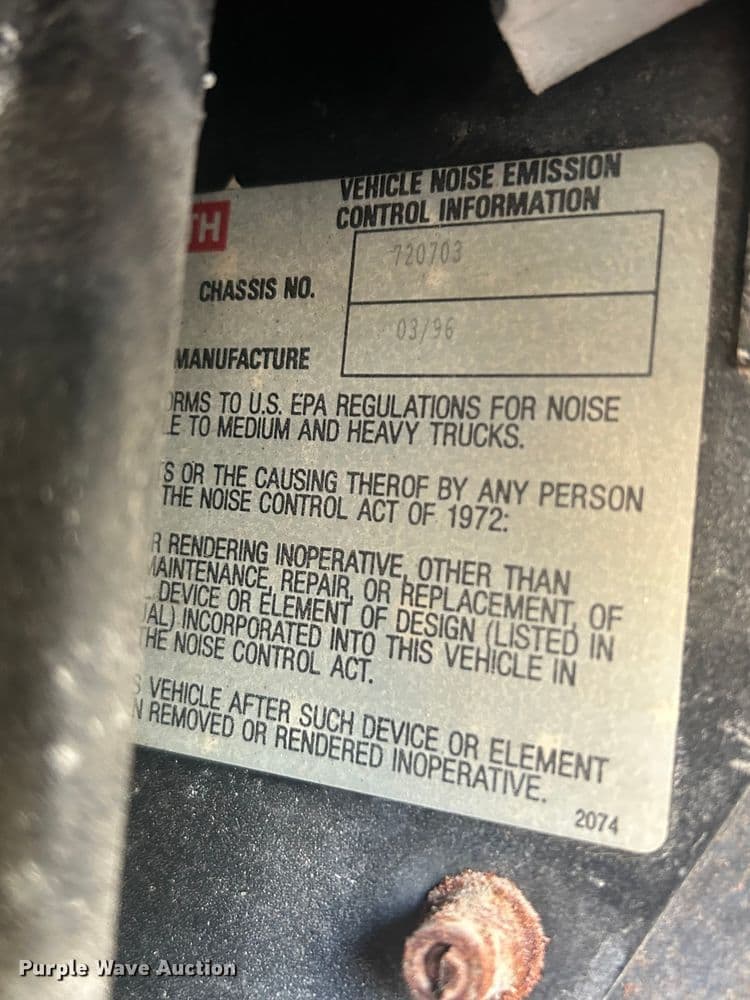 TH
VEHICLE NOISE EMISSION
CONTROL INFORMATION
CHASSIS NO.
720703
MANUFACTURE
03/96
ORMS TO U.S. EPA REGULATIONS FOR NOISE
LE TO MEDIUM AND HEAVY TRUCKS.
S OR THE CAUSING THEROF BY ANY PERSON
THE NOISE CONTROL ACT OF 1972:
R RENDERING INOPERATIVE, OTHER THAN
MAINTENANCE, REPAIR, OR REPLACEMENT, OF
DEVICE OR ELEMENT OF DESIGN (LISTED IN
UAL) INCORPORATED INTO THIS VEHICLE IN
THE NOISE CONTROL ACT.
S VEHICLE AFTER SUCH DEVICE OR ELEMENT
N REMOVED OR RENDERED INOPERATIVE.
2074
Purple Wave Auction